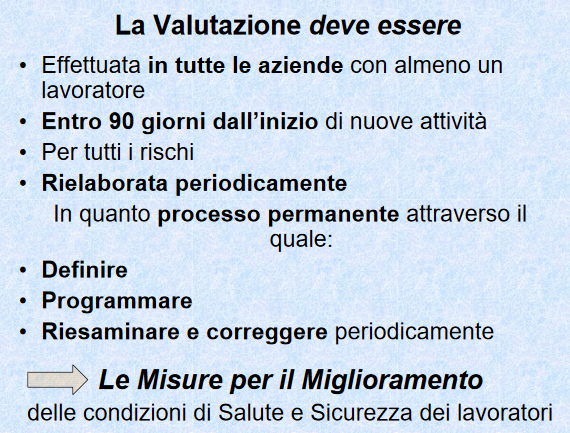 La Valutazione deve essere
• Effettuata in tutte le aziende con almeno un
lavoratore
• Entro 90 giorni dall’inizio di nuove attività
• Per tutti i rischi
• Rielaborata periodicamente
In quanto processo permanente attraverso il
quale:
• Definire
• Programmare
• Riesaminare e correggere periodicamente
Le Misure per il Miglioramento
delle condizioni di Salute e Sicurezza dei lavoratori